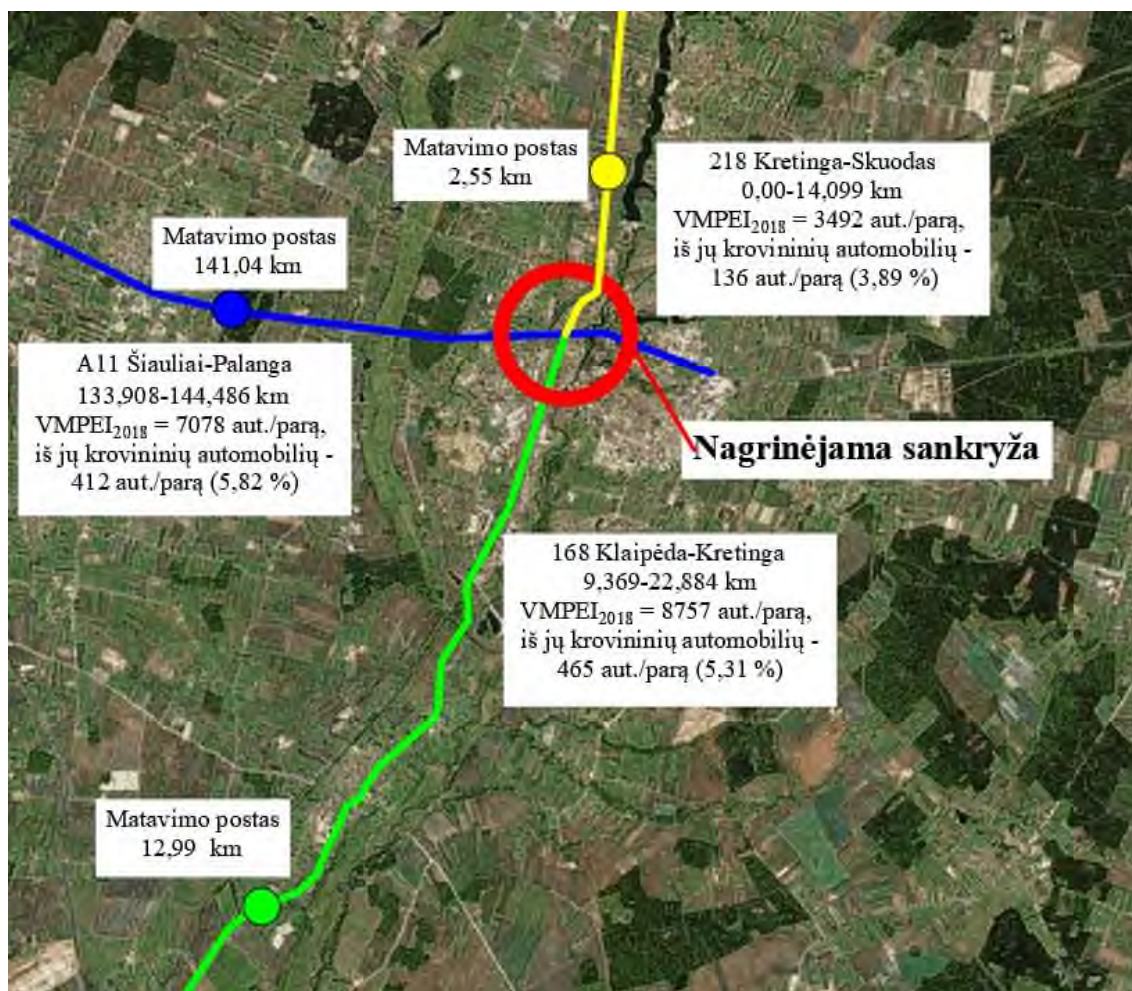 Matavimo postas
2,55 km
218 Kretinga-Skuodas
0,00-14,099 km
VMPEI₂₀₁₈ = 3492 aut./parą,
iš jų krovininių automobilių -
136 aut./parą (3,89 %)
Matavimo postas
141,04 km
A11 Šiauliai-Palanga
133,908-144,486 km
VMPEI₂₀₁₈ = 7078 aut./parą,
iš jų krovininių automobilių -
412 aut./parą (5,82 %)
Nagrinėjama sankryža
168 Klaipėda-Kretinga
9,369-22,884 km
VMPEI₂₀₁₈ = 8757 aut./parą,
iš jų krovininių automobilių -
465 aut./parą (5,31 %)
Matavimo postas
12,99 km